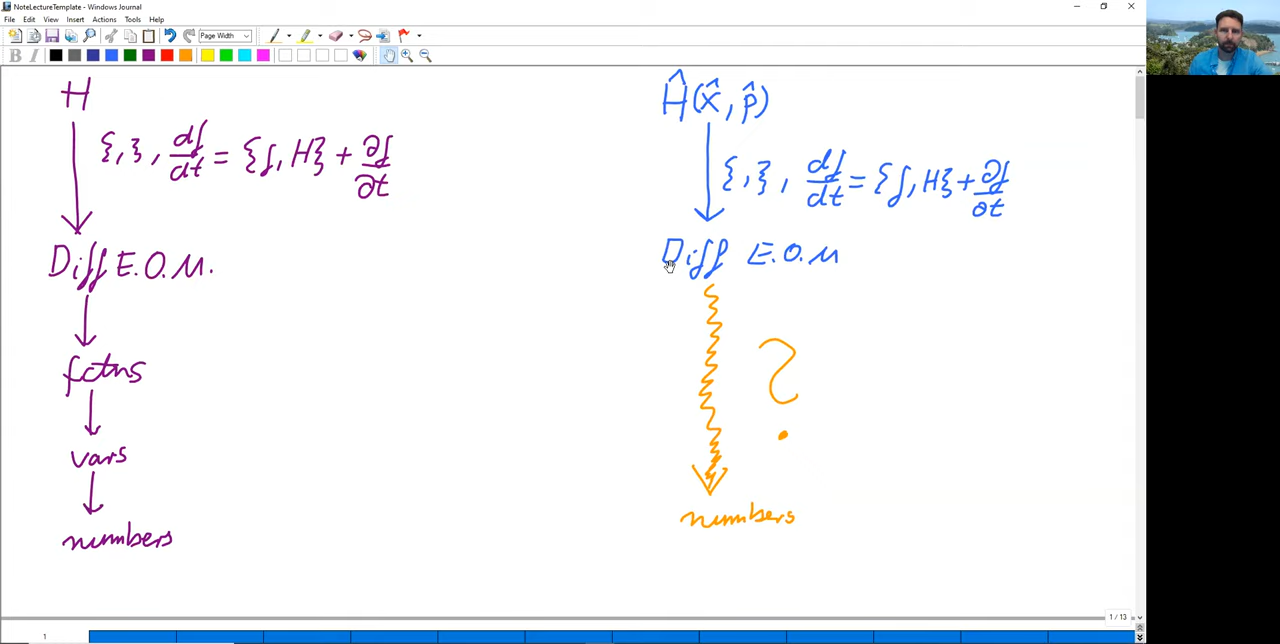 NoteLectureTemplate - Windows Journal
File Edit View Insert Actions Tools Help
Page Width
B I
H
{,}, df/dt = {f, H} + ∂f/∂t
Diff E.O.M.
fctns
vars
numbers
Ĥ(x̂, p̂)
{,}, df/dt = {f, H} + ∂f/∂t
Diff E.O.M
?
numbers
1 / 13
1